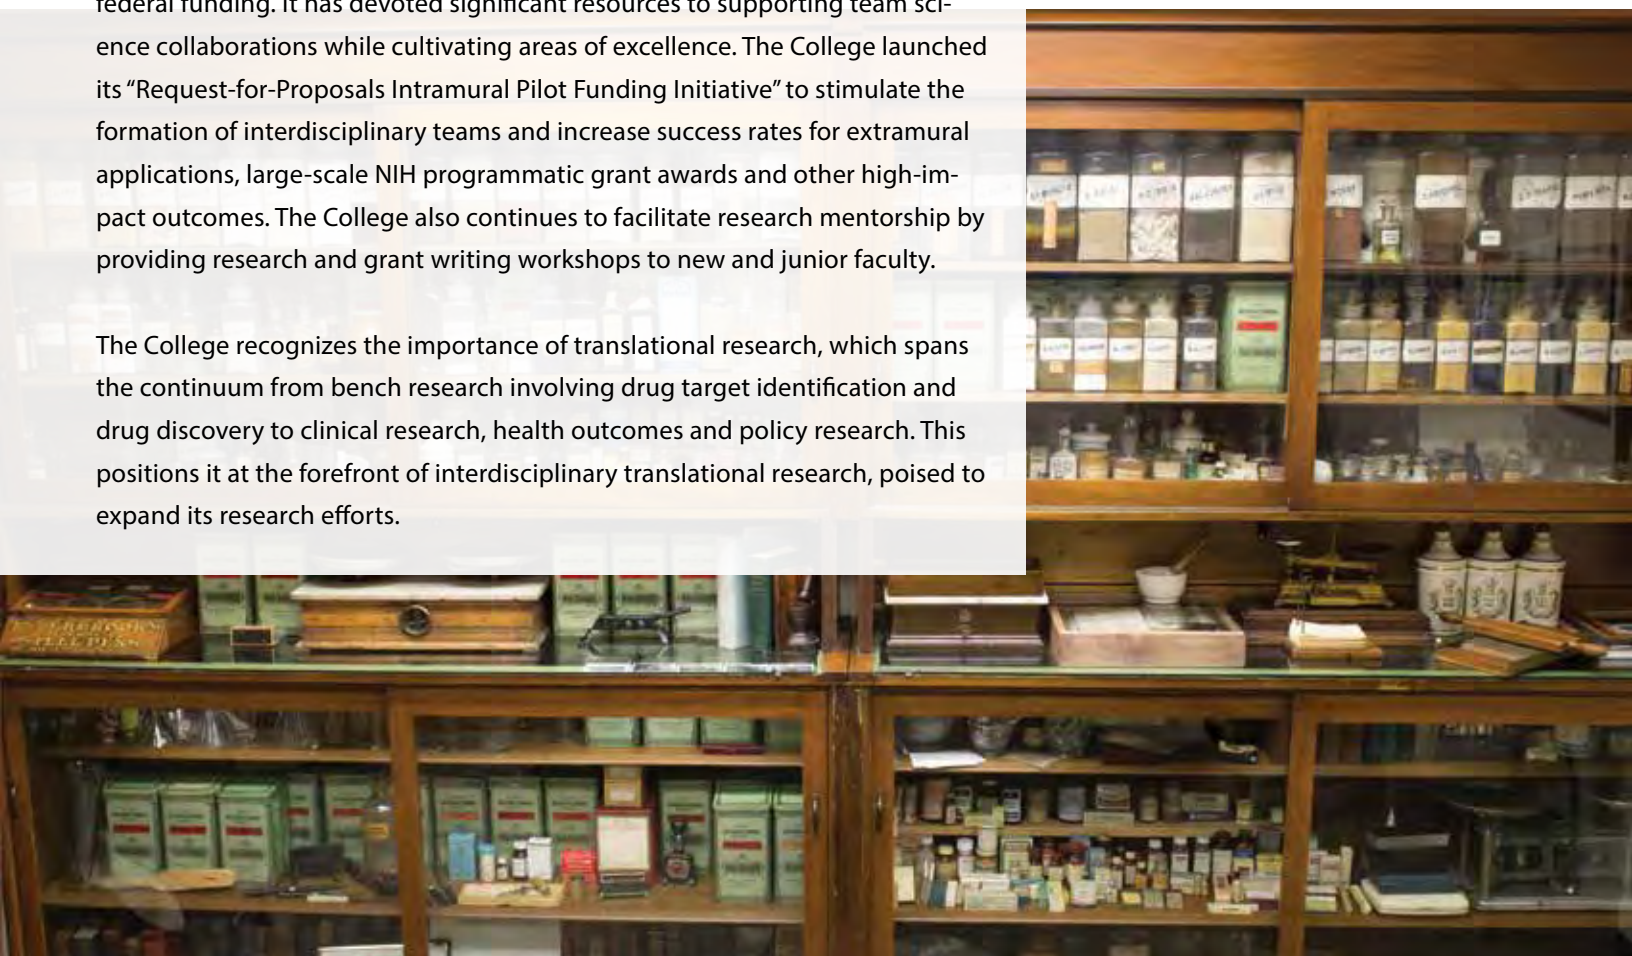 federal funding. It has devoted significant resources to supporting team sci-
ence collaborations while cultivating areas of excellence. The College launched
its “Request-for-Proposals Intramural Pilot Funding Initiative” to stimulate the
formation of interdisciplinary teams and increase success rates for extramural
applications, large-scale NIH programmatic grant awards and other high-im-
pact outcomes. The College also continues to facilitate research mentorship by
providing research and grant writing workshops to new and junior faculty.
The College recognizes the importance of translational research, which spans
the continuum from bench research involving drug target identification and
drug discovery to clinical research, health outcomes and policy research. This
positions it at the forefront of interdisciplinary translational research, poised to
expand its research efforts.